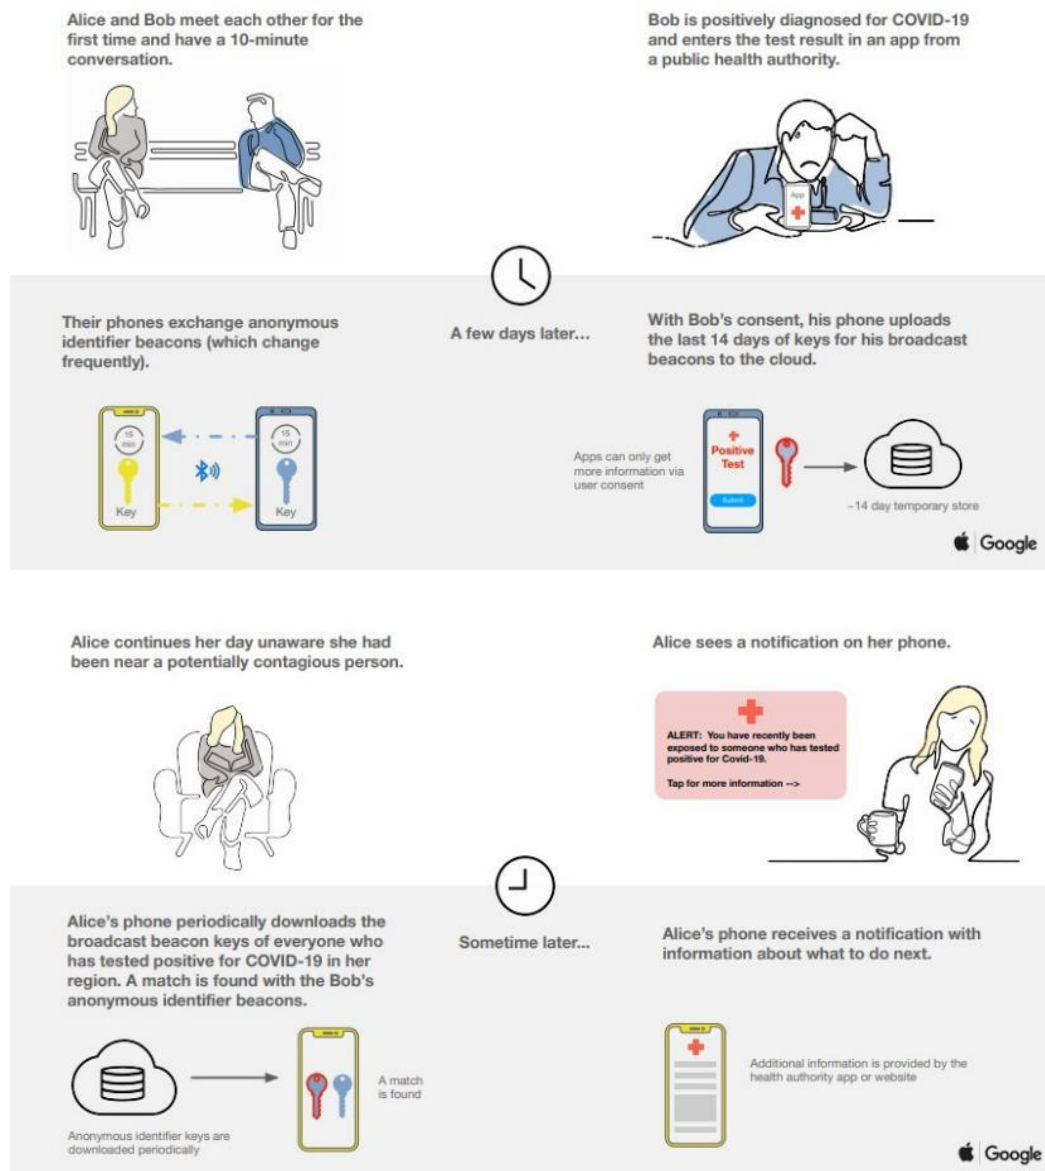 Alice and Bob meet each other for the
first time and have a 10-minute
conversation.
Bob is positively diagnosed for COVID-19
and enters the test result in an app from
a public health authority.
App
Their phones exchange anonymous
identifier beacons (which change
frequently).
A few days later...
With Bob's consent, his phone uploads
the last 14 days of keys for his broadcast
beacons to the cloud.
15
min
Key
15
min
Key
Apps can only get
more information via
user consent
Positive
Test
Submit
~14 day temporary store
Google
Alice continues her day unaware she had
been near a potentially contagious person.
Alice sees a notification on her phone.
ALERT: You have recently been
exposed to someone who has tested
positive for Covid-19.
Tap for more information -->
Alice's phone periodically downloads the
broadcast beacon keys of everyone who
has tested positive for COVID-19 in her
region. A match is found with the Bob's
anonymous identifier beacons.
Sometime later...
Alice's phone receives a notification with
information about what to do next.
A match
is found
Anonymous identifier keys are
downloaded periodically
Additional information is provided by the
health authority app or website
Google